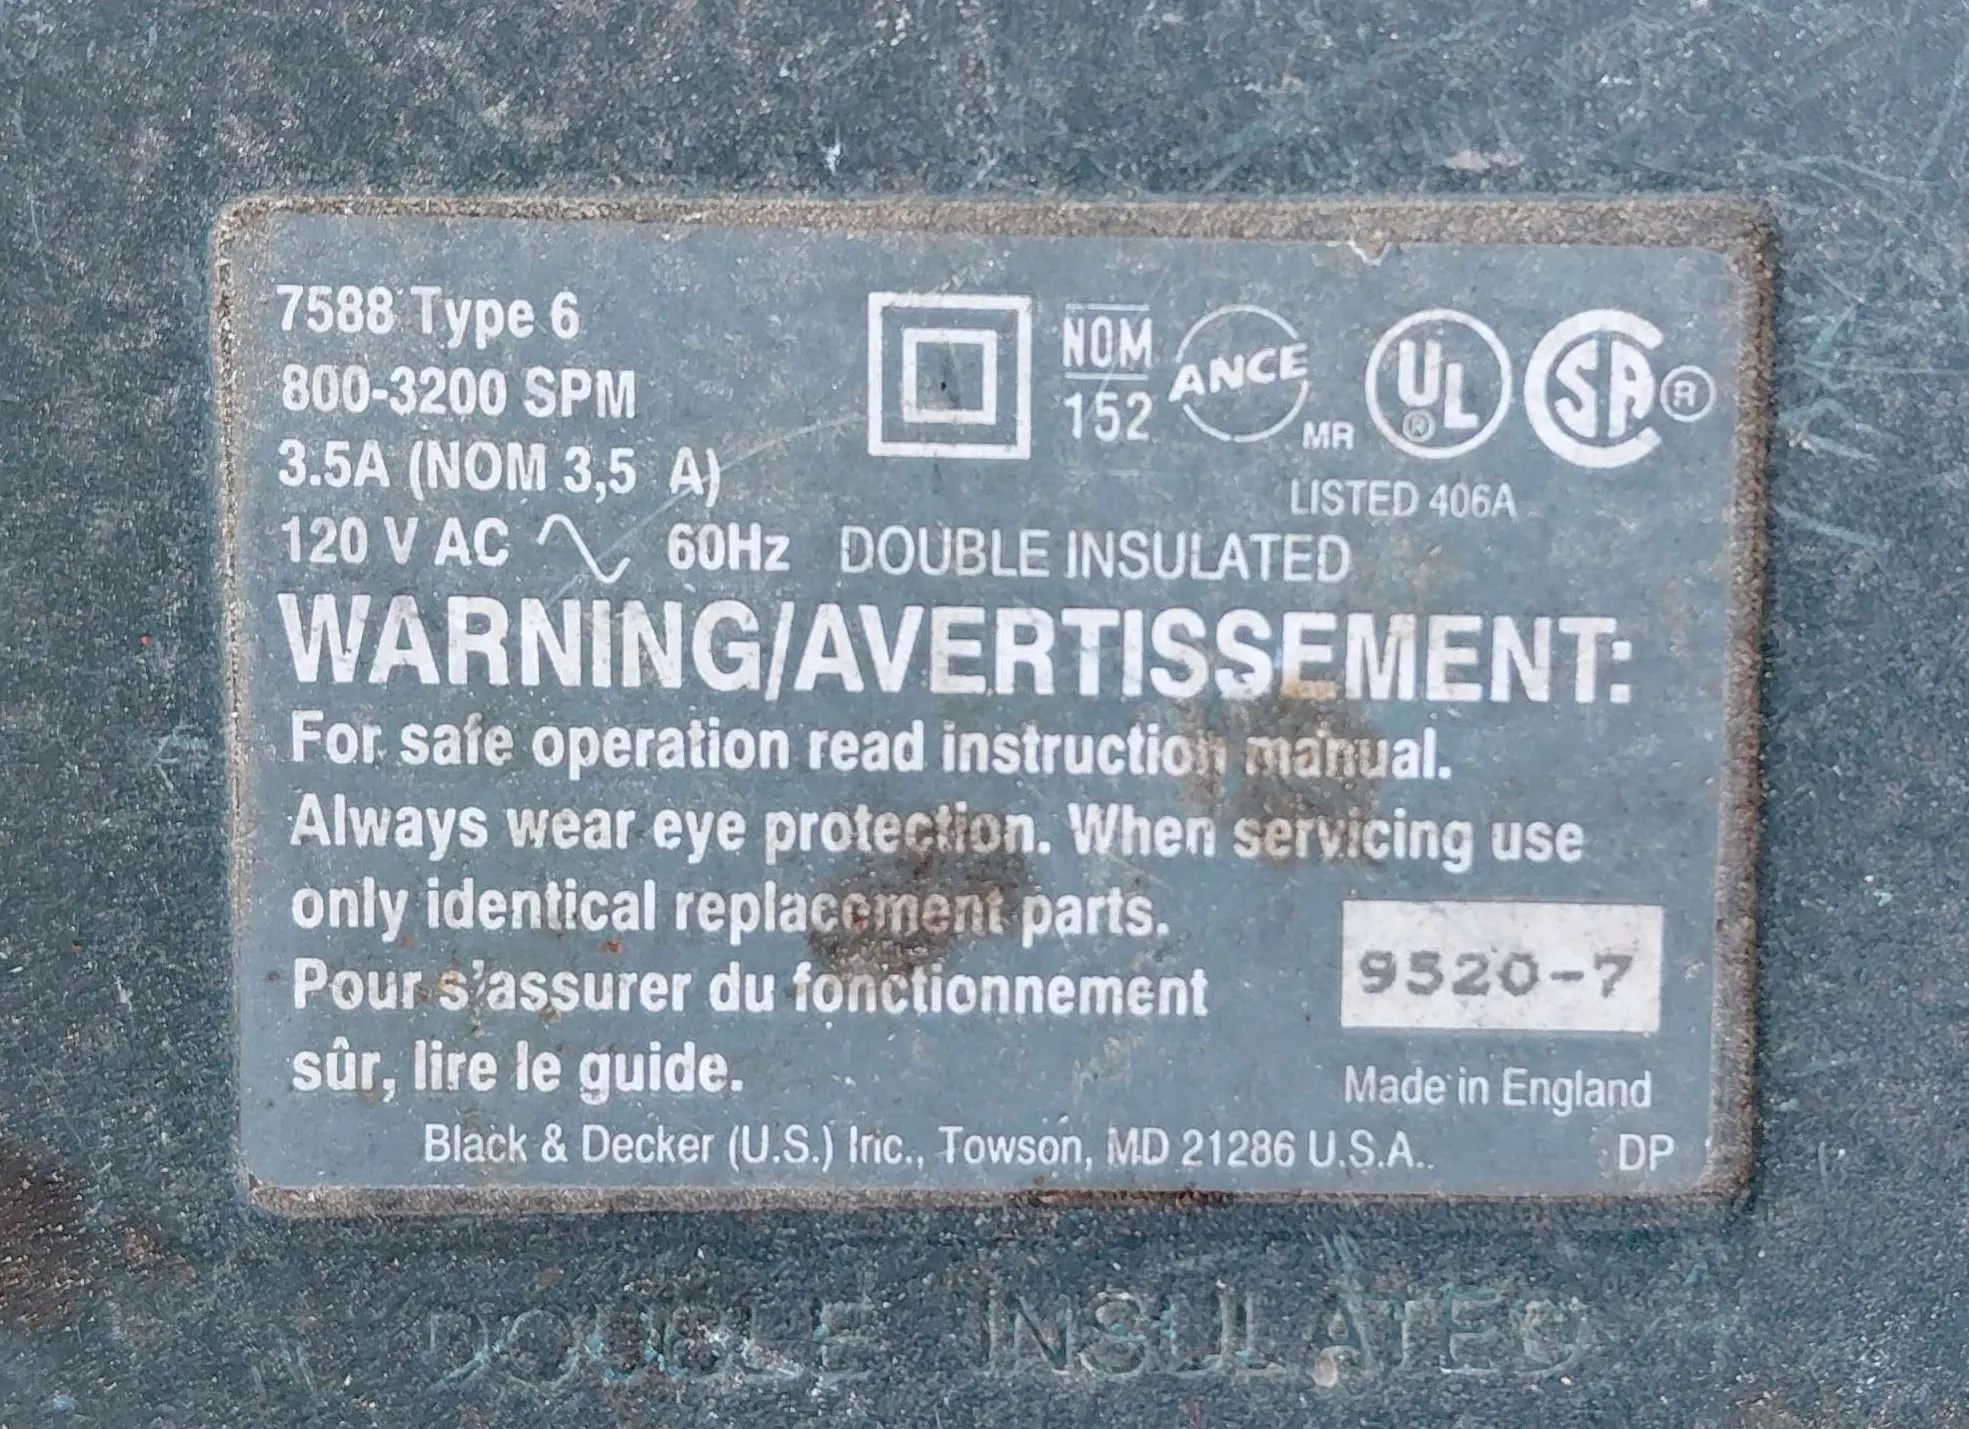 7588 Type 6
800-3200 SPM
3.5A (NOM 3,5 A)
120 V AC 60Hz
NOM
152
ANCE
MR
UL ®
CSA ®
LISTED 406A
DOUBLE INSULATED
WARNING/AVERTISSEMENT:
For safe operation read instruction manual.
Always wear eye protection. When servicing use
only identical replacement parts.
Pour s'assurer du fonctionnement
sûr, lire le guide.
9520-7
Made in England
Black & Decker (U.S.) Inc., Towson, MD 21286 U.S.A..
DP
DOUBLE INSULATED